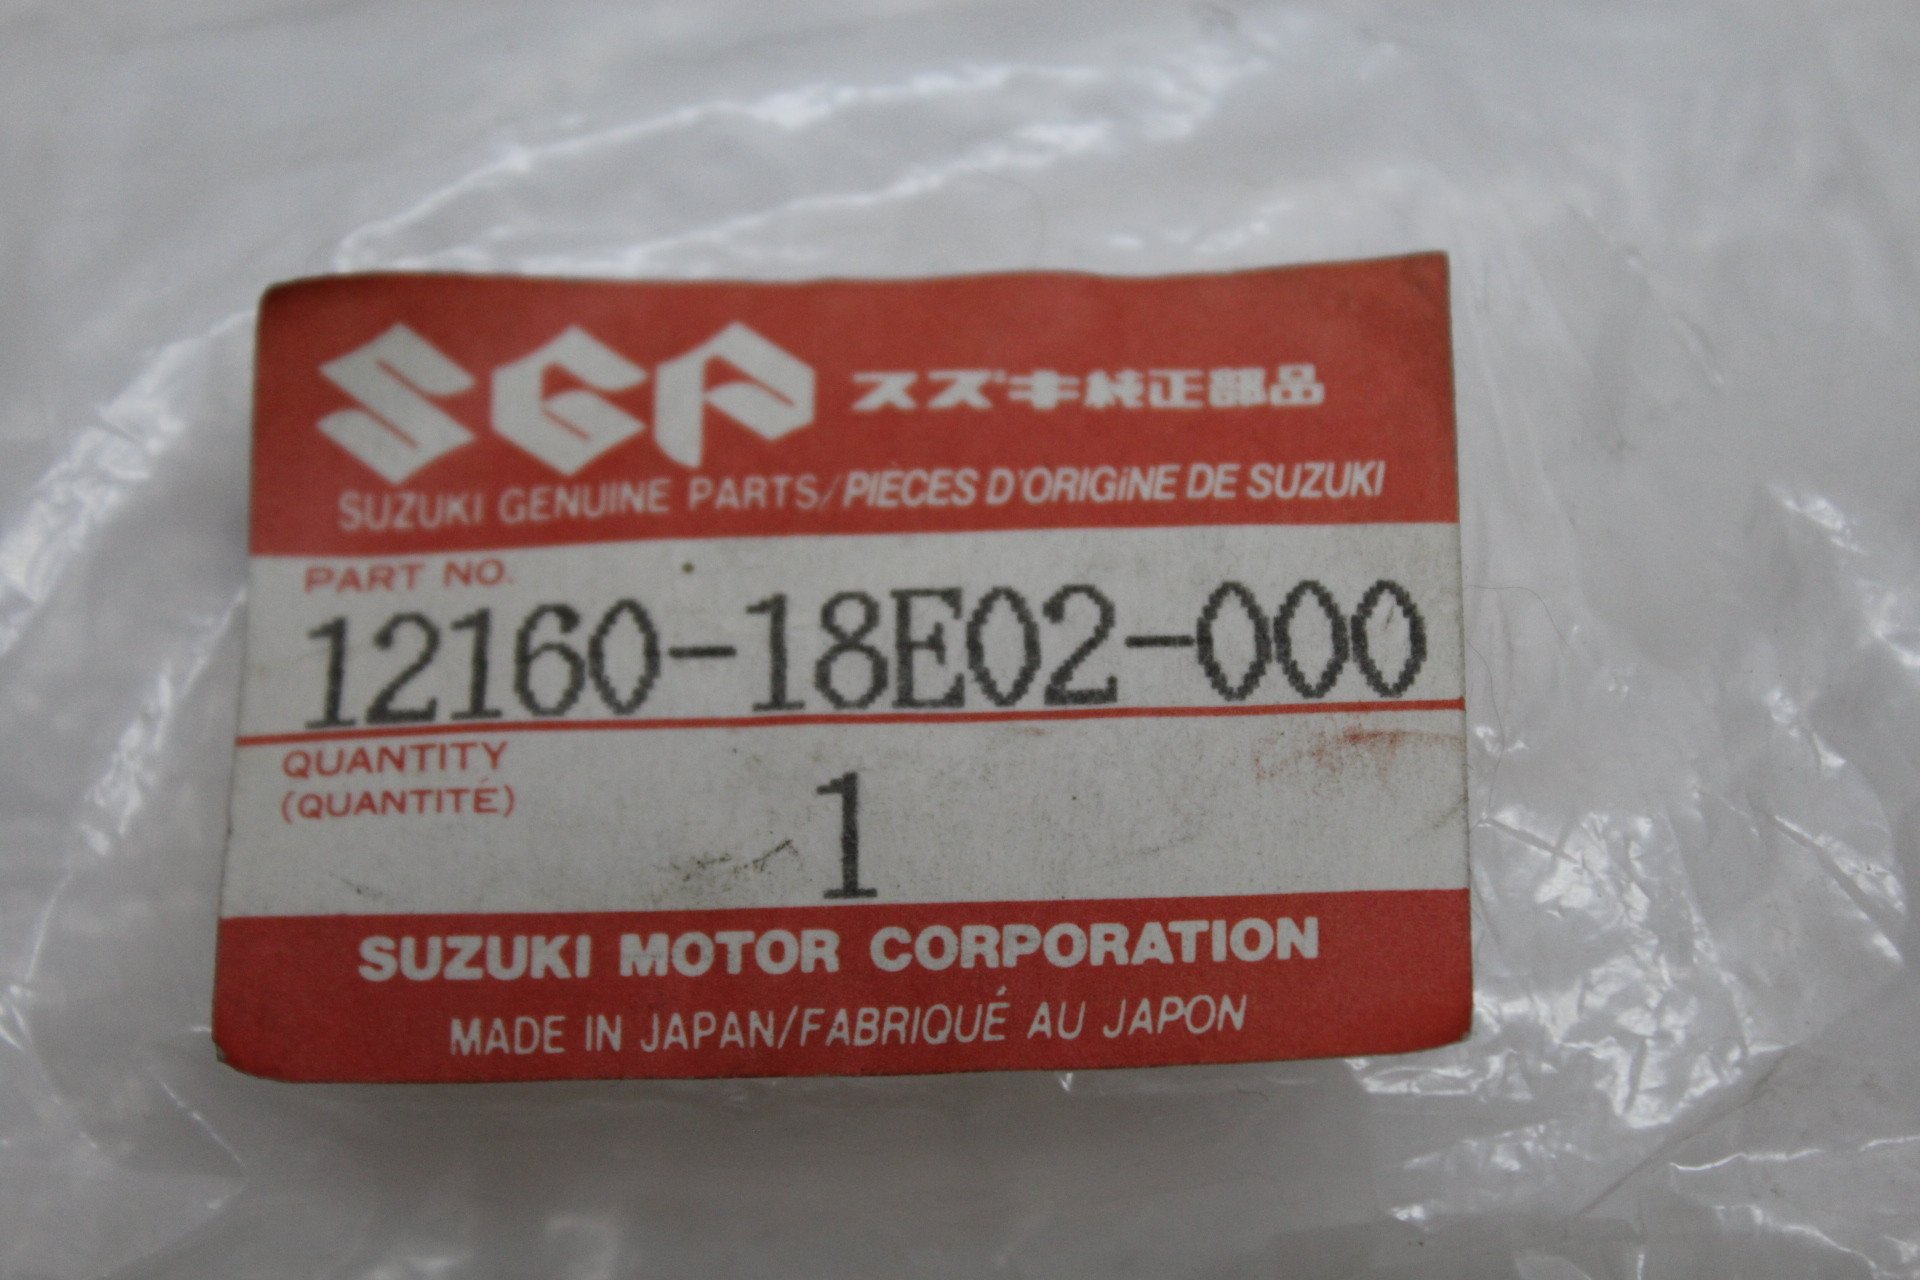 SGP スズキ純正部品
SUZUKI GENUINE PARTS/PIÈCES D'ORIGiNE DE SUZUKI
PART NO.
12160-18E02-000
QUANTITY
(QUANTITÉ)
1
SUZUKI MOTOR CORPORATION
MADE IN JAPAN/FABRIQUÉ AU JAPON